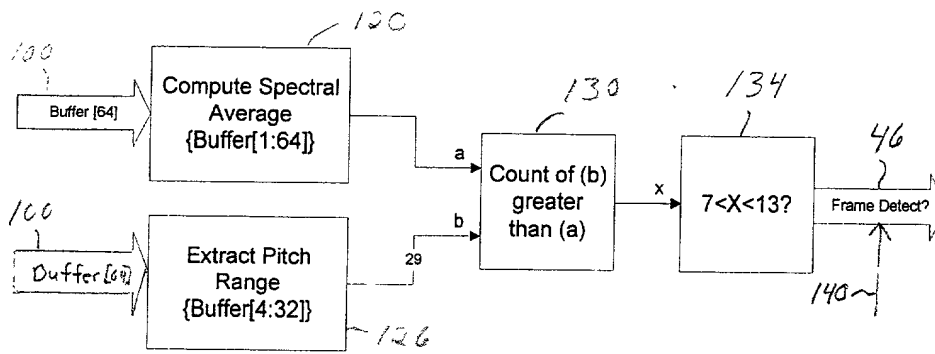 120
100
Buffer [64]
Compute Spectral
Average
{Buffer[1:64]}
a
130
134
46
Count of (b)
greater
than (a)
x
7<X<13?
Frame Detect?
100
Buffer [64]
Extract Pitch
Range
{Buffer[4:32]}
b
29
126
140